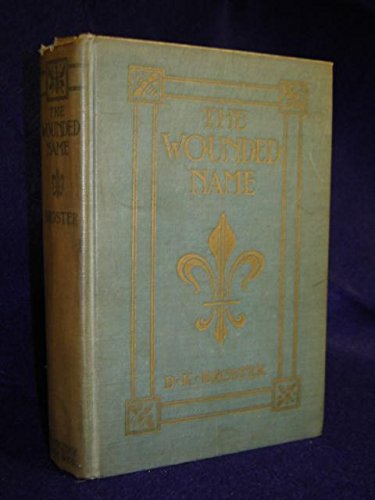 THE
WOUNDED
NAME
BROSTER
THE
WOUNDED
NAME
D·K·BROSTER